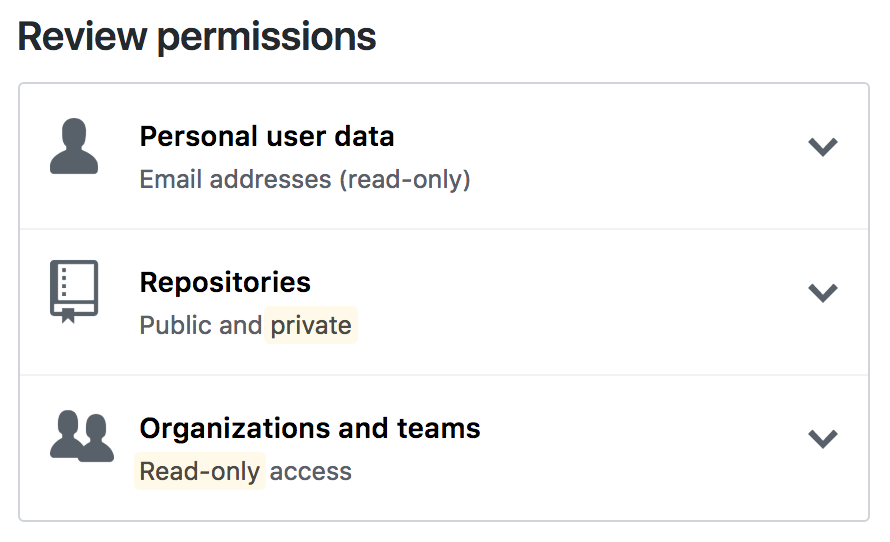 Review permissions
Personal user data
Email addresses (read-only)
Repositories
Public and private
Organizations and teams
Read-only access